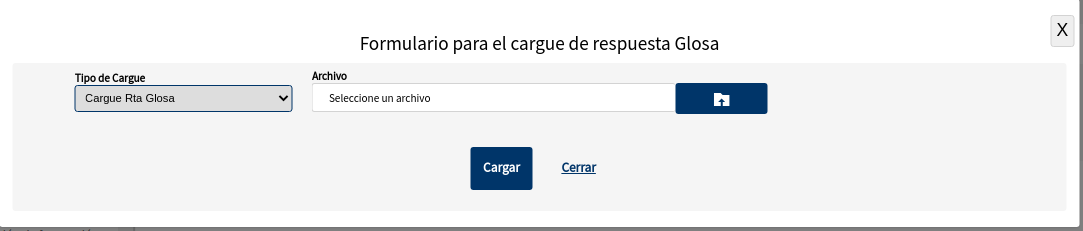 X
Formulario para el cargue de respuesta Glosa
Tipo de Cargue
Archivo
Cargue Rta Glosa
Seleccione un archivo
Cargar
Cerrar